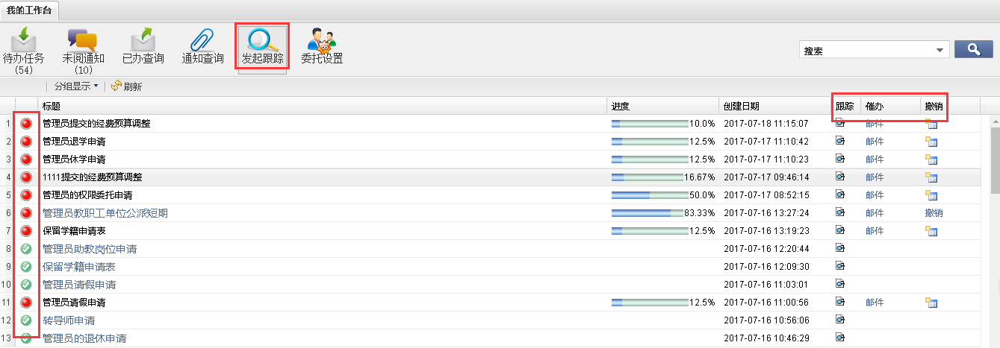 我的工作台
待办任务 未阅通知 已办查询 通知查询 发起跟踪 委托设置
(54) (10)
搜索
分组显示 刷新
标题 进度 创建日期 跟踪 催办 撤销
1 管理员提交的经费预算调整 10.0% 2017-07-18 11:15:07 邮件
2 管理员退学申请 12.5% 2017-07-17 11:10:42 邮件
3 管理员休学申请 12.5% 2017-07-17 11:10:23 邮件
4 1111提交的经费预算调整 16.67% 2017-07-17 09:46:14 邮件
5 管理员的权限委托申请 50.0% 2017-07-17 08:52:15 邮件
6 管理员教职工单位公派短期 83.33% 2017-07-16 13:27:24 邮件 撤销
7 保留学籍申请表 12.5% 2017-07-16 13:19:23 邮件
8 管理员助教岗位申请 2017-07-16 12:20:44
9 保留学籍申请表 2017-07-16 12:09:30
10 管理员请假申请 2017-07-16 11:03:01
11 管理员请假申请 12.5% 2017-07-16 11:00:56 邮件
12 转导师申请 2017-07-16 10:56:06
13 管理员的退休申请 2017-07-16 10:46:29